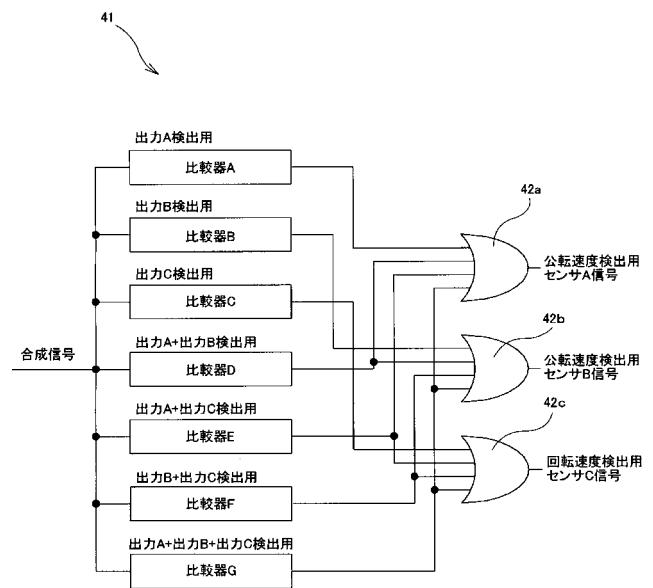 41
出力A検出用
比較器A
出力B検出用
比較器B
出力C検出用
比較器C
合成信号
出力A+出力B検出用
比較器D
出力A+出力C検出用
比較器E
出力B+出力C検出用
比較器F
出力A+出力B+出力C検出用
比較器G
42a
公転速度検出用
センサA信号
42b
公転速度検出用
センサB信号
42c
回転速度検出用
センサC信号